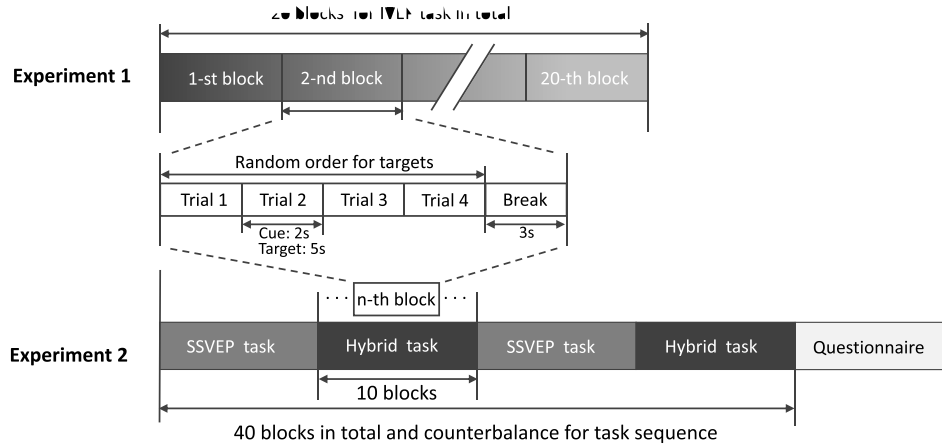 task in total
Experiment 1
1-st block
2-nd block
20-th block
Random order for targets
Trial 1
Trial 2
Trial 3
Trial 4
Break
Cue: 2s
Target: 5s
3s
··· n-th block ···
Experiment 2
SSVEP task
Hybrid task
SSVEP task
Hybrid task
Questionnaire
10 blocks
40 blocks in total and counterbalance for task sequence